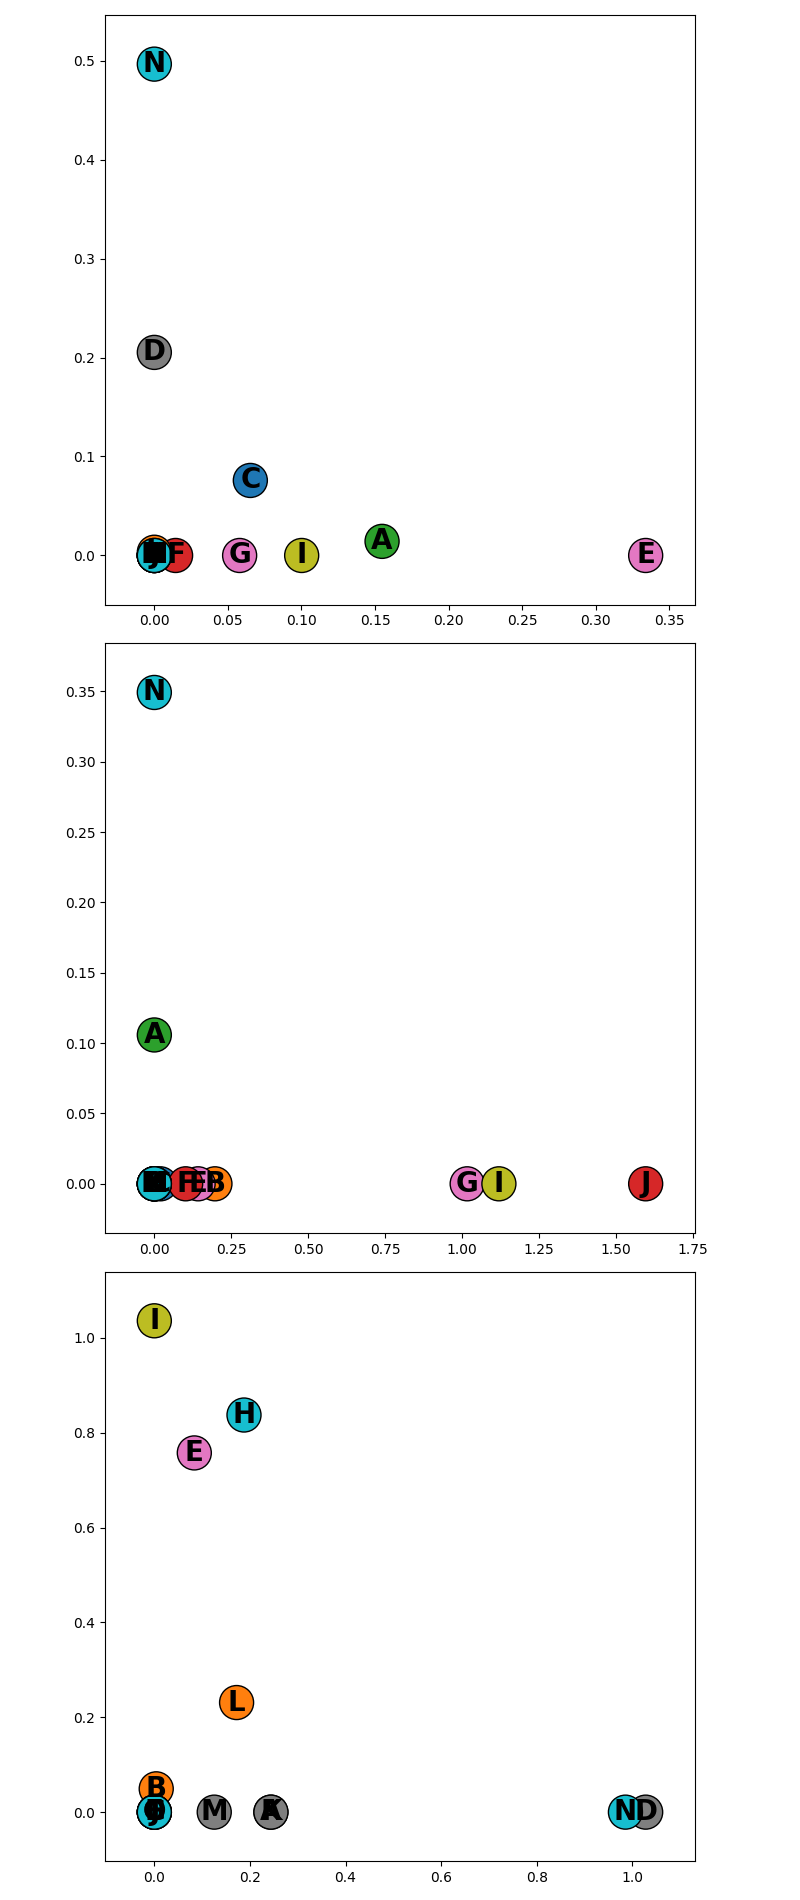 0.5
N
0.4
0.3
0.2
D
0.1
C
A
0.0
J F G I E
0.00 0.05 0.10 0.15 0.20 0.25 0.30 0.35
0.35
N
0.30
0.25
0.20
0.15
0.10
A
0.05
0.00
E B G I J
0.00 0.25 0.50 0.75 1.00 1.25 1.50 1.75
I
1.0
H
0.8
E
0.6
0.4
L
0.2
B
0.0
J M K N D
0.0 0.2 0.4 0.6 0.8 1.0